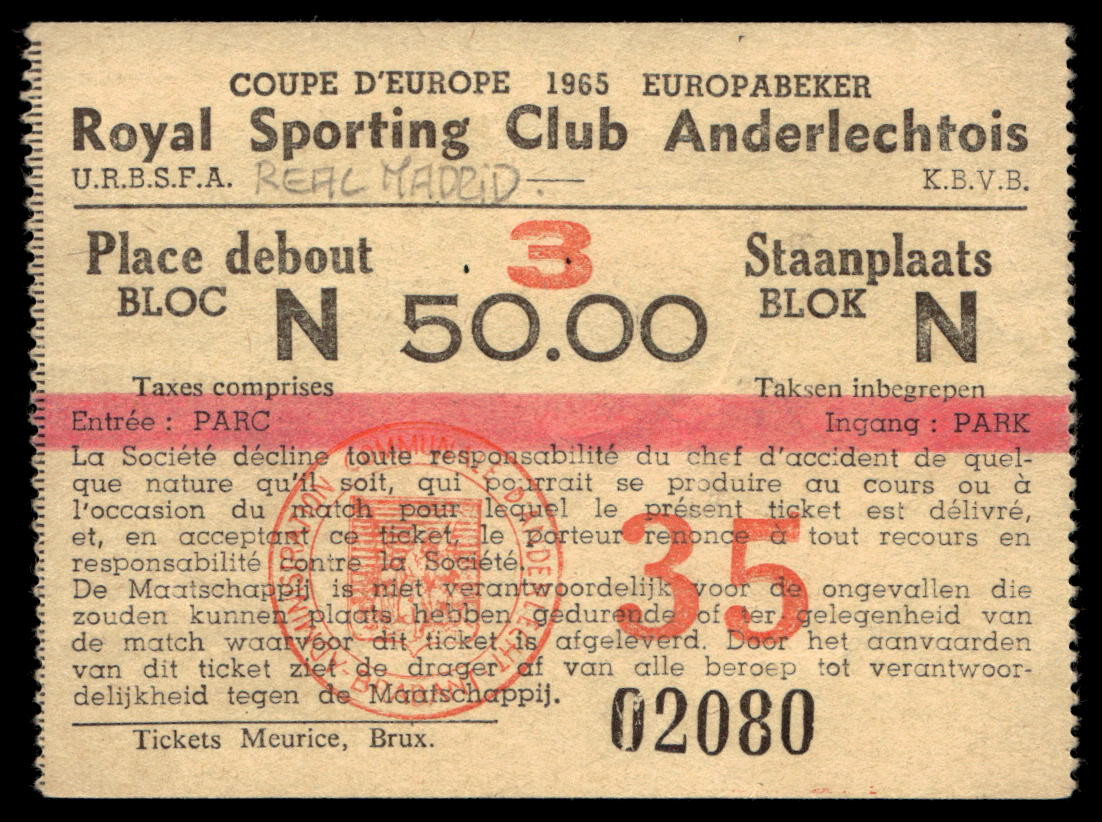 COUPE D'EUROPE 1965 EUROPABEKER
Royal Sporting Club Anderlechtois
U.R.B.S.F.A. REAL MADRID.— K.B.V.B.
Place debout 3 Staanplaats
BLOC N 50.00 BLOK N
Taxes comprises Taksen inbegrepen
Entrée : PARC Ingang : PARK
La Société décline toute responsabilité du chef d'accident de quel-
que nature qu'il soit, qui pourrait se produire au cours ou à
l'occasion du match pour lequel le présent ticket est délivré,
et, en acceptant ce ticket, le porteur renonce à tout recours en
responsabilité contre la Société.
De Maatschappij is niet verantwoordelijk voor de ongevallen die
zouden kunnen plaats hebben gedurende of ter gelegenheid van
de match waarvoor dit ticket is afgeleverd. Door het aanvaarden
van dit ticket ziet de drager af van alle beroep tot verantwoor-
delijkheid tegen de Maatschappij.
35
ADMINISTRATION COMMUNALE D'ANDERLECHT
02080
Tickets Meurice, Brux.